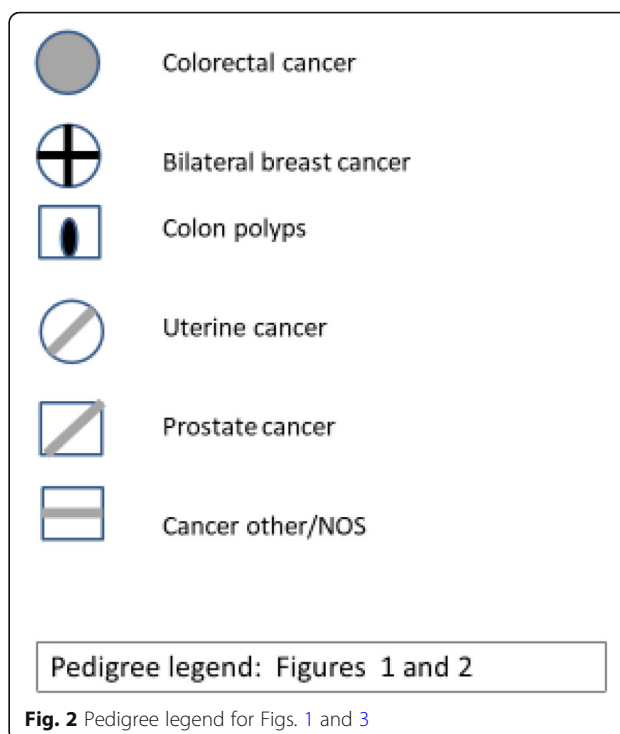 Colorectal cancer
Bilateral breast cancer
Colon polyps
Uterine cancer
Prostate cancer
Cancer other/NOS
Pedigree legend: Figures 1 and 2
Fig. 2 Pedigree legend for Figs. 1 and 3